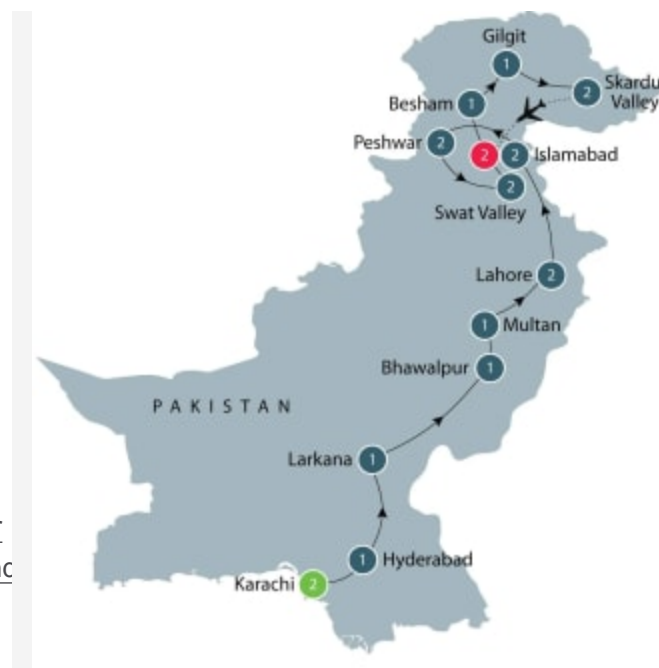 Gilgit
1
Skardu
2
Valley
Besham
1
Peshwar
2
2
2
Islamabad
2
Swat Valley
Lahore
2
1
Multan
Bhawalpur
1
PAKISTAN
Larkana
1
1
Hyderabad
Karachi
2